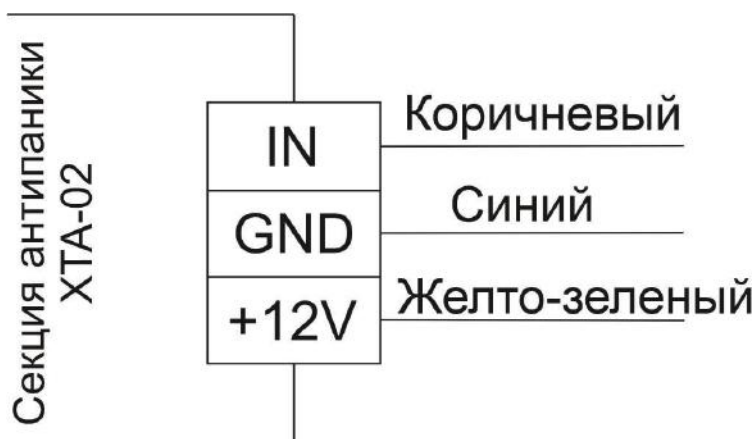 Секция антипаники
ХТА-02
IN
Коричневый
GND
Синий
+12V
Желто-зеленый